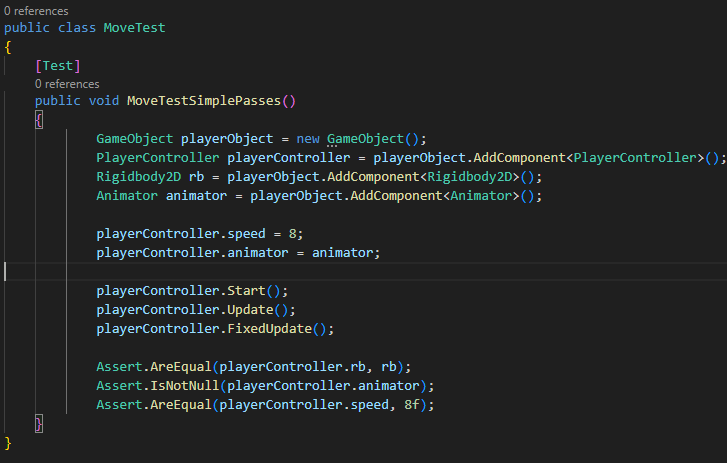 0 references
public class MoveTest
{
[Test]
0 references
public void MoveTestSimplePasses()
{
GameObject playerObject = new GameObject();
PlayerController playerController = playerObject.AddComponent<PlayerController>();
Rigidbody2D rb = playerObject.AddComponent<Rigidbody2D>();
Animator animator = playerObject.AddComponent<Animator>();
playerController.speed = 8;
playerController.animator = animator;
playerController.Start();
playerController.Update();
playerController.FixedUpdate();
Assert.AreEqual(playerController.rb, rb);
Assert.IsNotNull(playerController.animator);
Assert.AreEqual(playerController.speed, 8f);
}
}